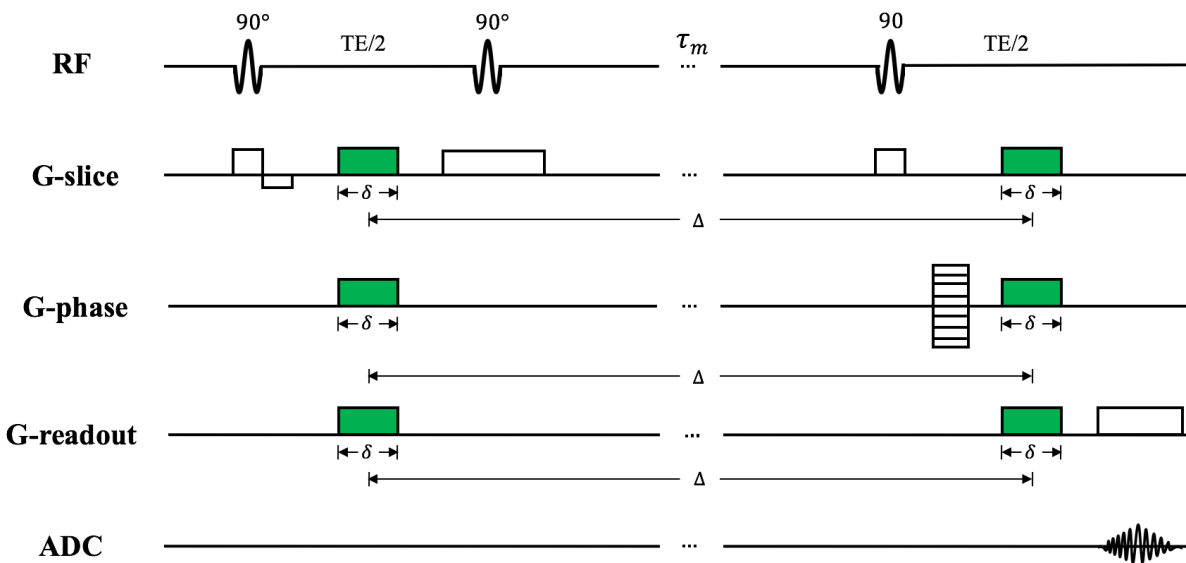 90° 90° 90
RF TE/2 τₘ TE/2
...
G-slice ...
δ δ
Δ
G-phase ...
δ δ
Δ
G-readout ...
δ δ
Δ
ADC ...